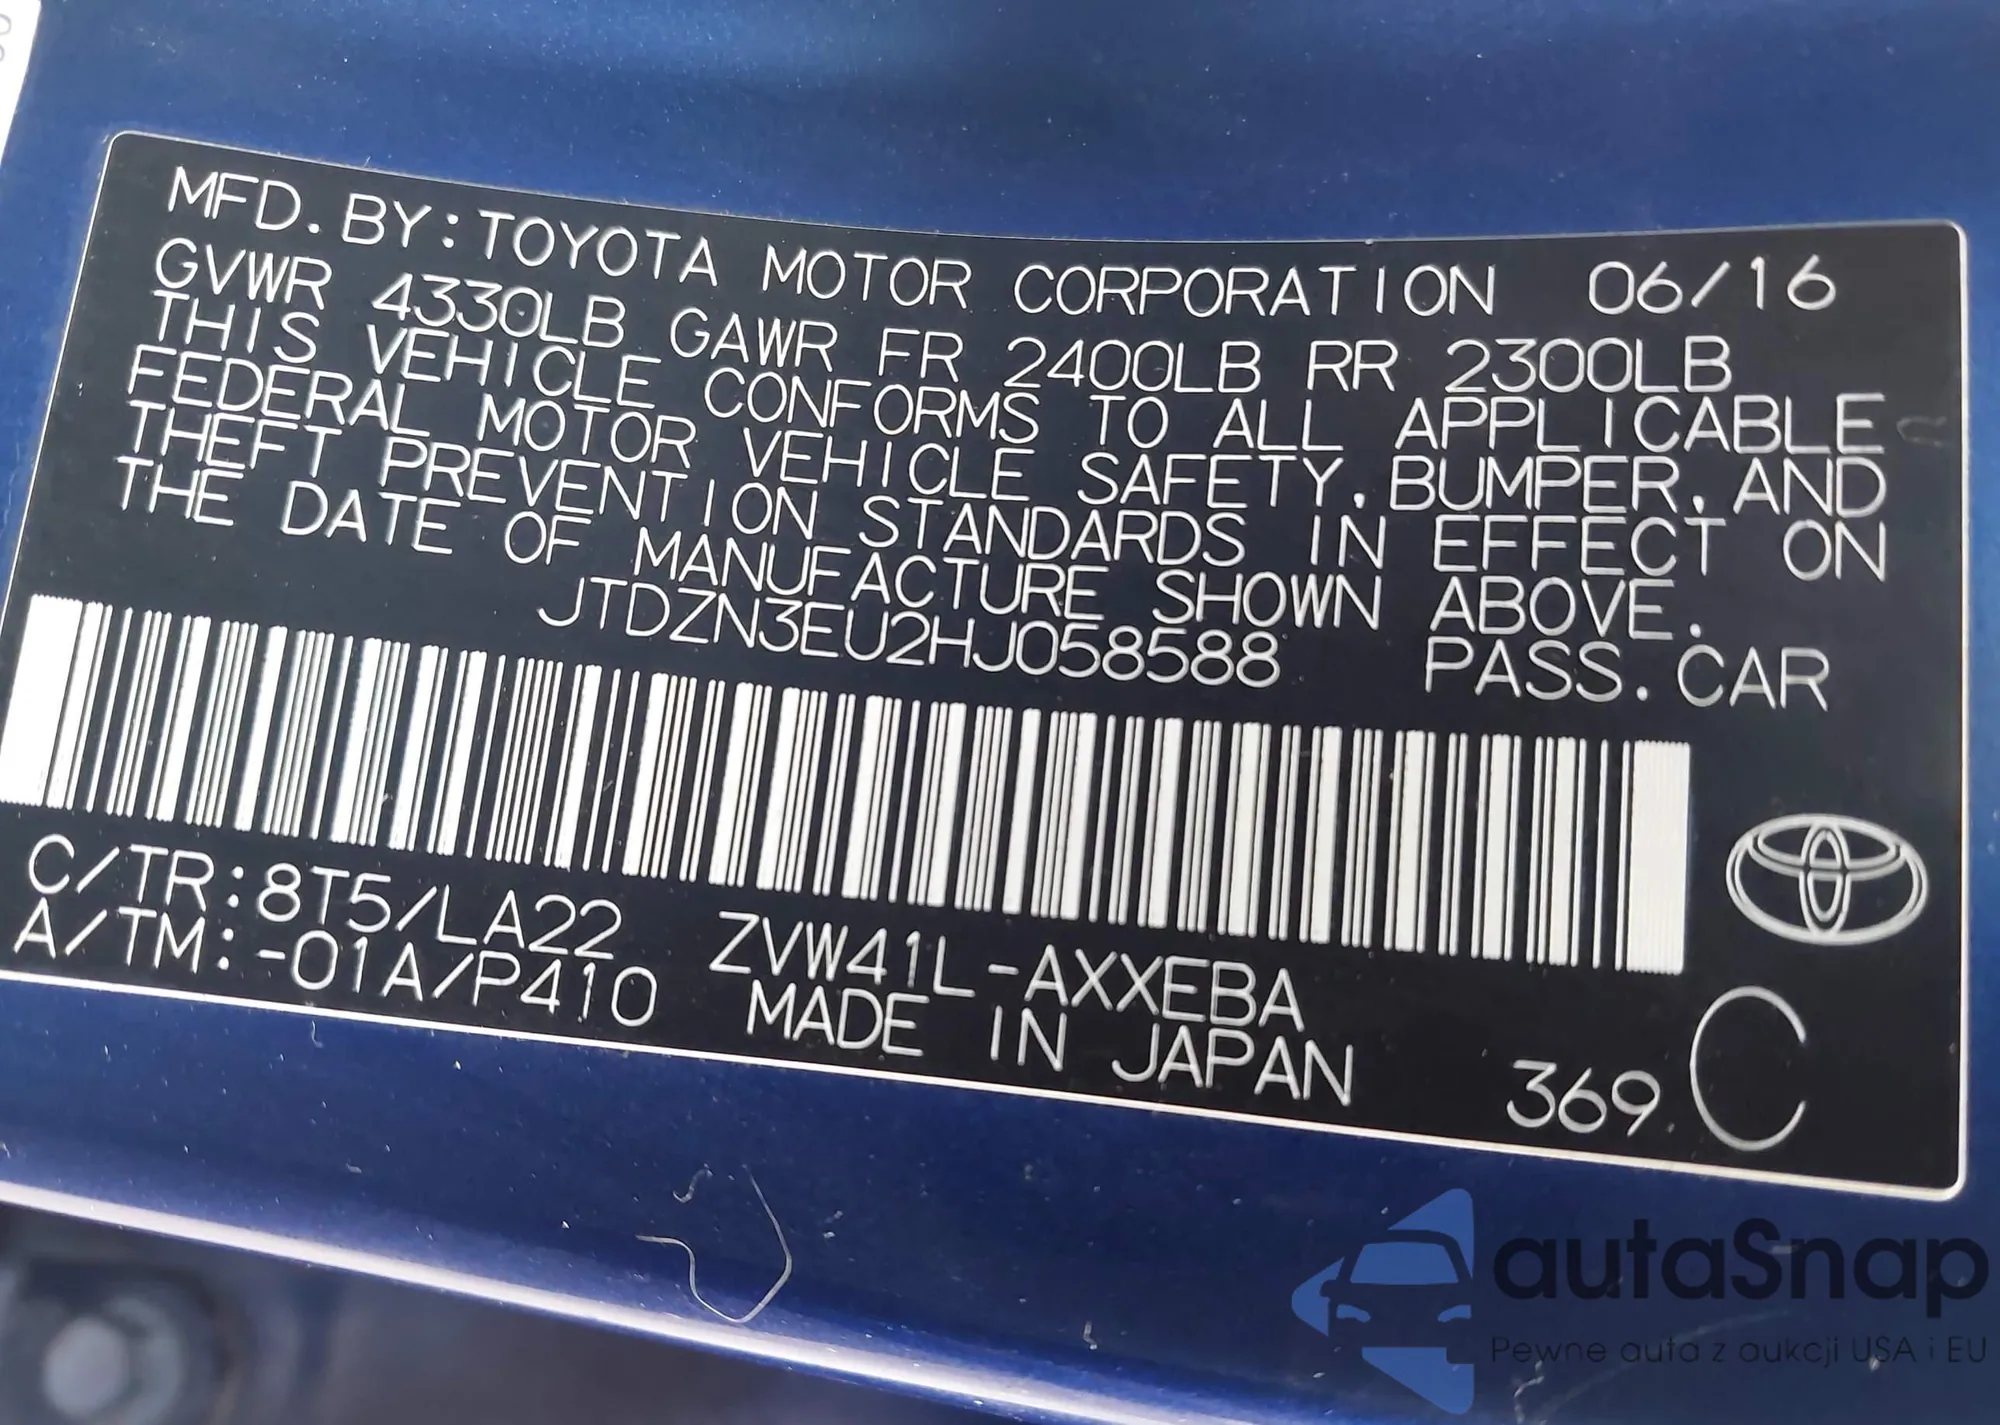 MFD. BY: TOYOTA MOTOR CORPORATION 06/16
GVWR 4330LB GAWR FR 2400LB RR 2300LB
THIS VEHICLE CONFORMS TO ALL APPLICABLE
FEDERAL MOTOR VEHICLE SAFETY, BUMPER, AND
THEFT PREVENTION STANDARDS IN EFFECT ON
THE DATE OF MANUFACTURE SHOWN ABOVE.
JTDZN3EU2HJ058588 PASS. CAR
C/TR:8T5/LA22 ZVW41L-AXXEBA
A/TM:-01A/P410 MADE IN JAPAN 369 C
autaSnap
Pewne auta z aukcji USA i EU